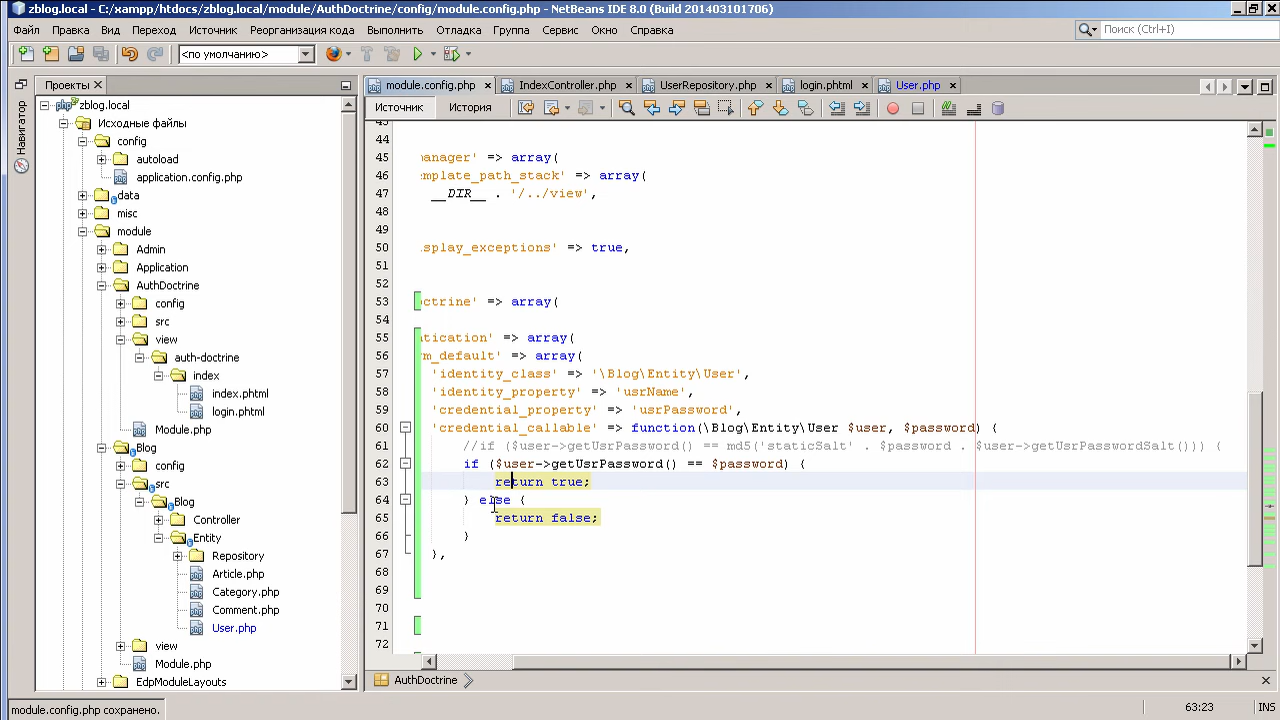 zblog.local - C:/xampp/htdocs/zblog.local/module/AuthDoctrine/config/module.config.php - NetBeans IDE 8.0 (Build 201403101706)
Файл Правка Вид Переход Источник Реорганизация кода Выполнить Отладка Группа Сервис Окно Справка
Поиск (Ctrl+I)
<по умолчанию>
Проекты
module.config.php IndexController.php UserRepository.php login.phtml User.php
Источник История
Навигатор
zblog.local
Исходные файлы
config
autoload
application.config.php
data
misc
module
Admin
Application
AuthDoctrine
config
src
view
auth-doctrine
index
index.phtml
login.phtml
Module.php
Blog
config
src
Blog
Controller
Entity
Repository
Article.php
Category.php
Comment.php
User.php
view
Module.php
EdpModuleLayouts
43
44
45 anager' => array(
46 mplate_path_stack' => array(
47 __DIR__ . '/../view',
48
49
50 splay_exceptions' => true,
51
52
53 ctrine' => array(
54
55 tication' => array(
56 m_default' => array(
57 'identity_class' => '\Blog\Entity\User',
58 'identity_property' => 'usrName',
59 'credential_property' => 'usrPassword',
60 'credential_callable' => function(\Blog\Entity\User $user, $password) {
61 //if ($user->getUsrPassword() == md5('staticSalt' . $password . $user->getUsrPasswordSalt())) {
62 if ($user->getUsrPassword() == $password) {
63 return true;
64 } else {
65 return false;
66 }
67 },
68
69
70
71
72
AuthDoctrine
module.config.php сохранено.
63:23 INS